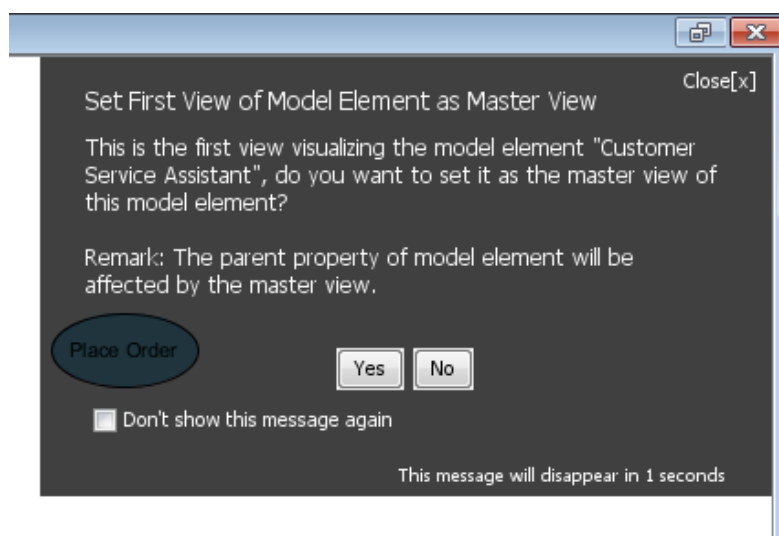 Close[x]
Set First View of Model Element as Master View
This is the first view visualizing the model element "Customer
Service Assistant", do you want to set it as the master view of
this model element?
Remark: The parent property of model element will be
affected by the master view.
Place Order
Yes No
Don't show this message again
This message will disappear in 1 seconds